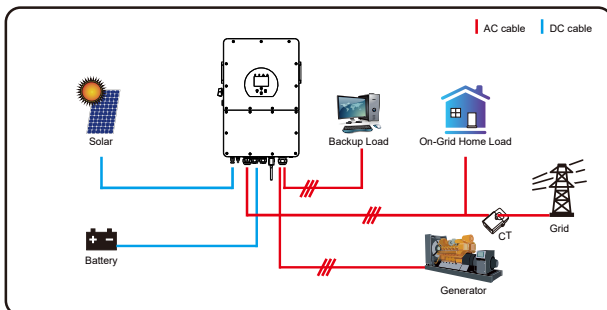 AC cable
DC cable
Solar
Backup Load
On-Grid Home Load
CT
Grid
Battery
Generator